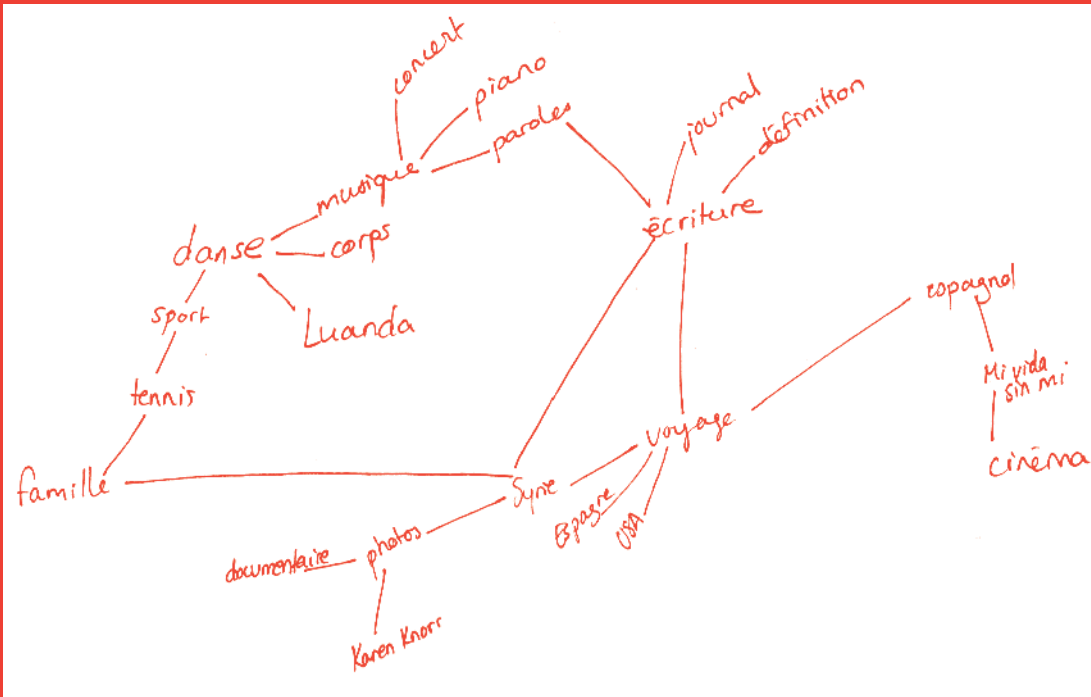 concert
piano
paroles
journal
définition
musique
écriture
danse
corps
sport
Luanda
espagnol
Mi vida
sin mi
cinéma
tennis
voyage
famille
Syrie
Espagne
USA
photos
documentaire
Karen Knorr